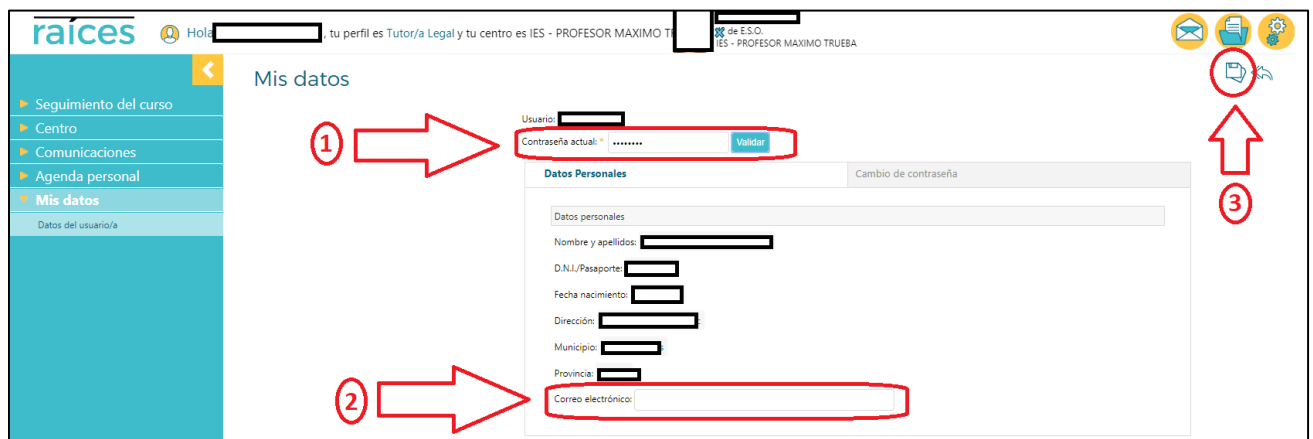 raíces
Hola , tu perfil es Tutor/a Legal y tu centro es IES - PROFESOR MAXIMO de E.S.O.
IES - PROFESOR MAXIMO TRUEBA
Mis datos
Seguimiento del curso
Centro
Comunicaciones
Agenda personal
Mis datos
Datos del usuario/a
Usuario:
1
Contraseña actual: * ........ Validar
Datos Personales Cambio de contraseña
3
Datos personales
Nombre y apellidos:
D.N.I./Pasaporte:
Fecha nacimiento:
Dirección:
Municipio:
Provincia:
2
Correo electrónico: